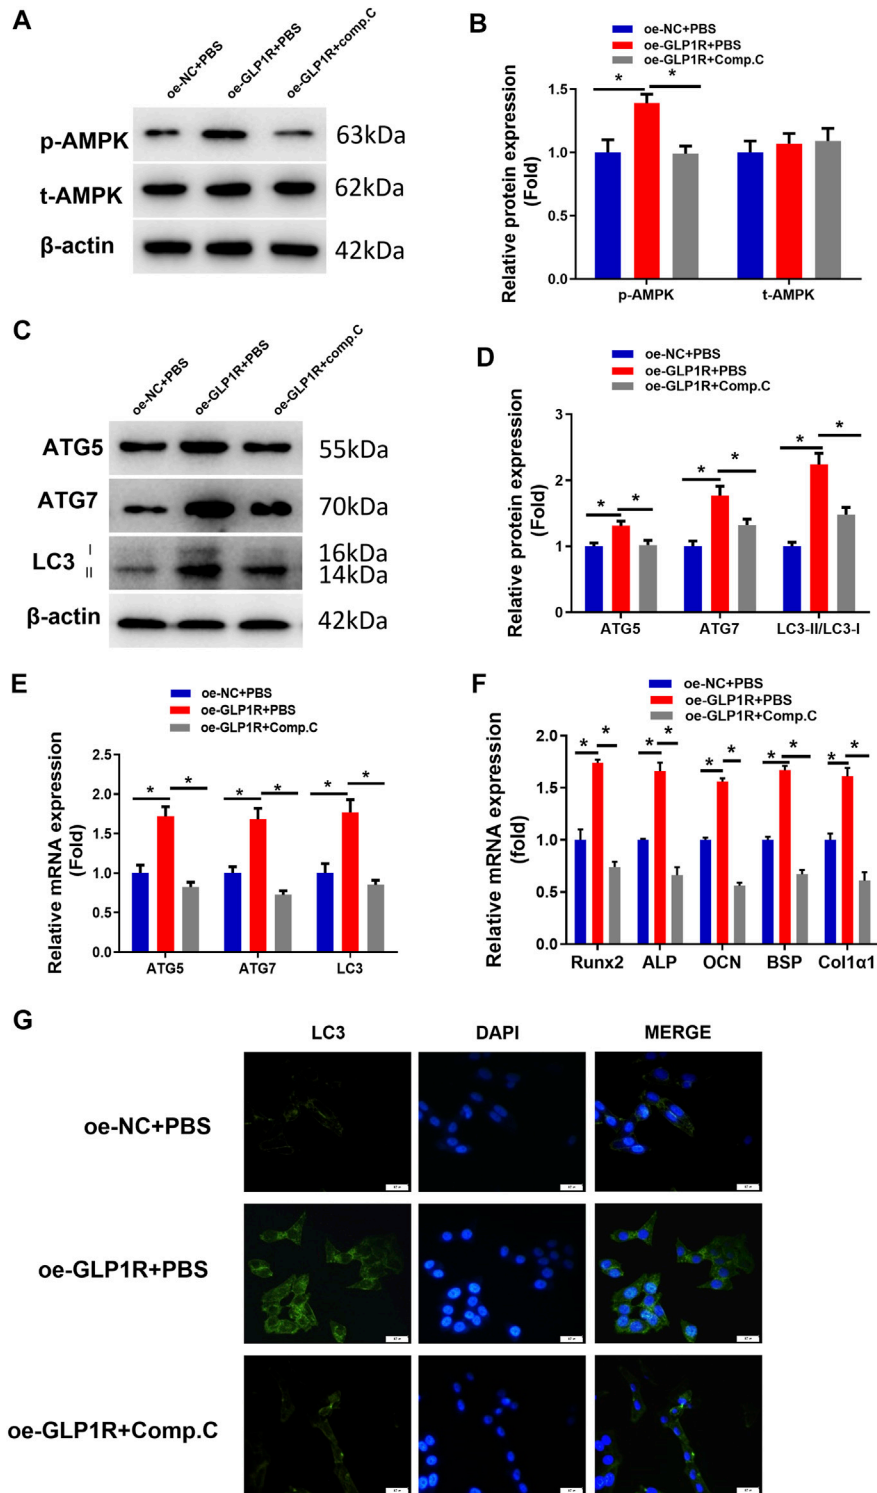 A
oe-NC+PBS
oe-GLP1R+PBS
oe-GLP1R+comp.C
p-AMPK
63kDa
t-AMPK
62kDa
β-actin
42kDa
B
oe-NC+PBS
oe-GLP1R+PBS
oe-GLP1R+Comp.C
Relative protein expression
(Fold)
1.5
1.0
0.5
0.0
* *
p-AMPK
t-AMPK
C
oe-NC+PBS
oe-GLP1R+PBS
oe-GLP1R+comp.C
ATG5
55kDa
ATG7
70kDa
LC3
I
II
16kDa
14kDa
β-actin
42kDa
D
oe-NC+PBS
oe-GLP1R+PBS
oe-GLP1R+Comp.C
Relative protein expression
(Fold)
3
2
1
0
* * * * * *
ATG5
ATG7
LC3-II/LC3-I
E
oe-NC+PBS
oe-GLP1R+PBS
oe-GLP1R+Comp.C
Relative mRNA expression
(Fold)
2.5
2.0
1.5
1.0
0.5
0.0
* * * * * *
ATG5
ATG7
LC3
F
oe-NC+PBS
oe-GLP1R+PBS
oe-GLP1R+Comp.C
Relative mRNA expression
(fold)
2.0
1.5
1.0
0.5
0.0
* * * * * * * * * *
Runx2
ALP
OCN
BSP
Col1α1
G
LC3
DAPI
MERGE
oe-NC+PBS
oe-GLP1R+PBS
oe-GLP1R+Comp.C